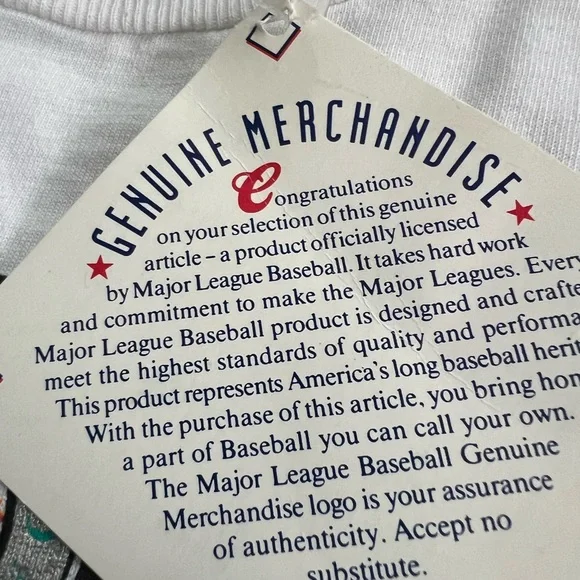 GENUINE MERCHANDISE
Congratulations
on your selection of this genuine
article – a product officially licensed
by Major League Baseball. It takes hard work
and commitment to make the Major Leagues. Every
Major League Baseball product is designed and crafte
meet the highest standards of quality and performa
This product represents America's long baseball herit
With the purchase of this article, you bring hom
a part of Baseball you can call your own.
The Major League Baseball Genuine
Merchandise logo is your assurance
of authenticity. Accept no
substitute.